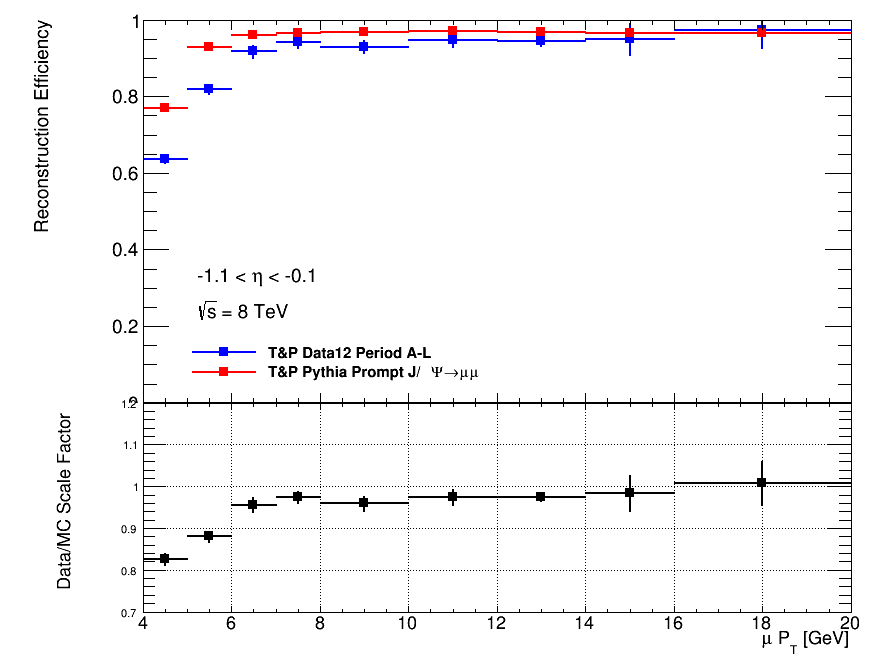 Reconstruction Efficiency
1
0.8
0.6
0.4
0.2
-1.1 < η < -0.1
√s = 8 TeV
T&P Data12 Period A-L
T&P Pythia Prompt J/ Ψ→μμ
Data/MC Scale Factor
1.2
1.1
1
0.9
0.8
0.7
4 6 8 10 12 14 16 18 20
μ P_T [GeV]